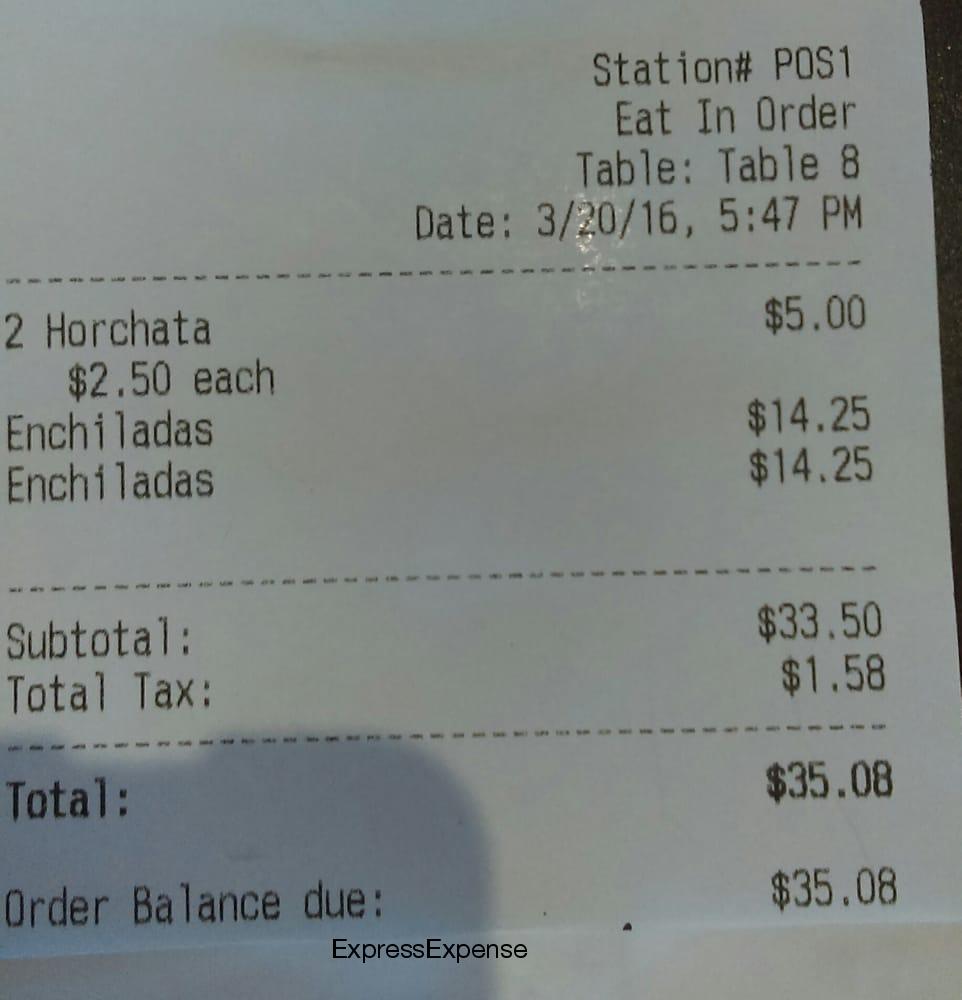 Station# POS1
Eat In Order
Table: Table 8
Date: 3/20/16, 5:47 PM
2 Horchata $5.00
$2.50 each
Enchiladas $14.25
Enchiladas $14.25
Subtotal: $33.50
Total Tax: $1.58
Total: $35.08
Order Balance due: $35.08
ExpressExpense